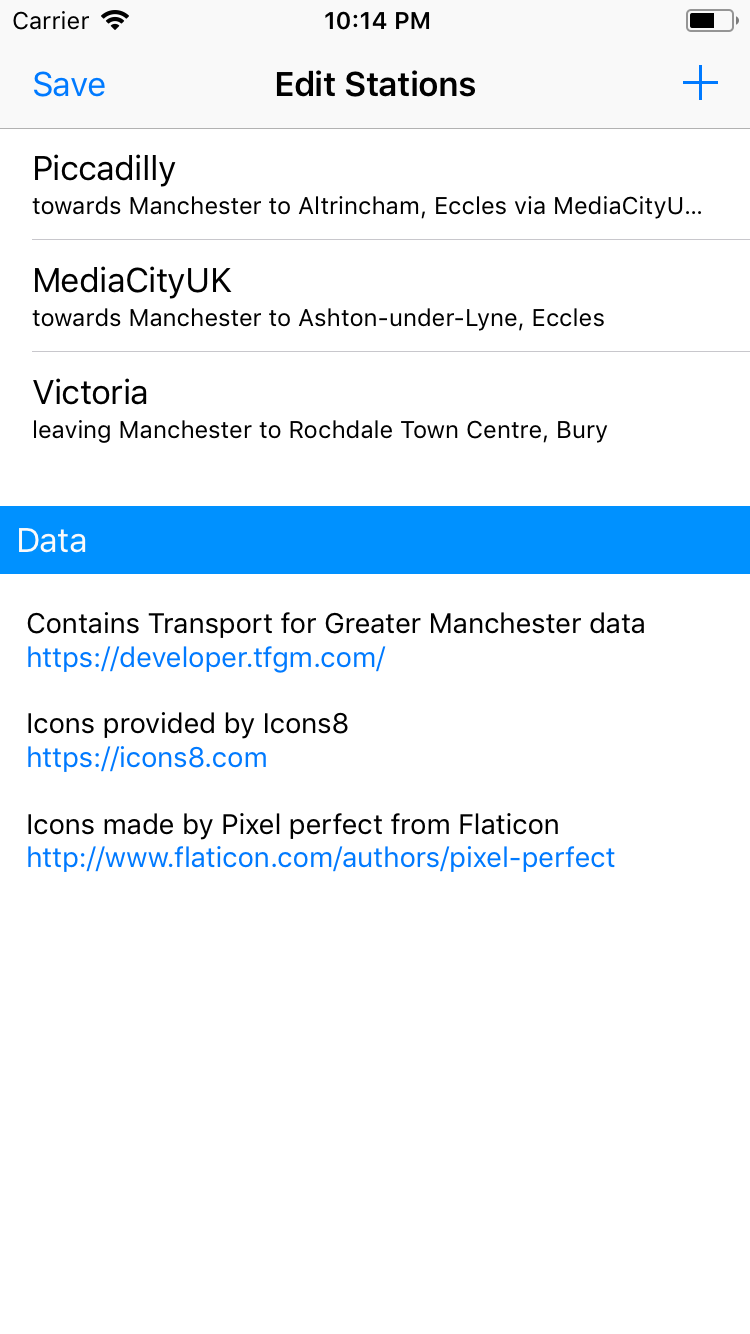 Carrier 10:14 PM
Save Edit Stations +
Piccadilly
towards Manchester to Altrincham, Eccles via MediaCityU...
MediaCityUK
towards Manchester to Ashton-under-Lyne, Eccles
Victoria
leaving Manchester to Rochdale Town Centre, Bury
Data
Contains Transport for Greater Manchester data
https://developer.tfgm.com/
Icons provided by Icons8
https://icons8.com
Icons made by Pixel perfect from Flaticon
http://www.flaticon.com/authors/pixel-perfect